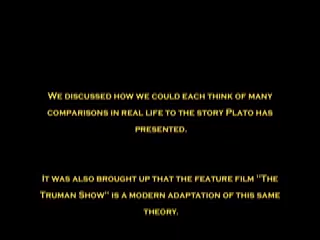 We discussed how we could each think of many
comparisons in real life to the story Plato has
presented.
It was also brought up that the feature film "The
Truman Show" is a modern adaptation of this same
theory.